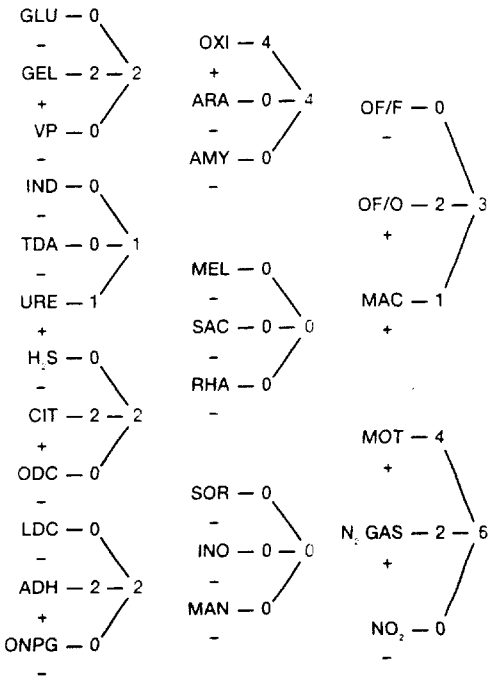 GLU — 0
-
GEL — 2 — 2
+
VP — 0
-
IND — 0
-
TDA — 0 — 1
-
URE — 1
+
H2S — 0
-
CIT — 2 — 2
+
ODC — 0
-
LDC — 0
-
ADH — 2 — 2
+
ONPG — 0
-
OXI — 4
+
ARA — 0 — 4
-
AMY — 0
-
MEL — 0
-
SAC — 0 — 0
-
RHA — 0
-
SOR — 0
-
INO — 0 — 0
-
MAN — 0
-
OF/F — 0
-
OF/O — 2 — 3
+
MAC — 1
+
MOT — 4
+
N2 GAS — 2 — 6
+
NO2 — 0
-